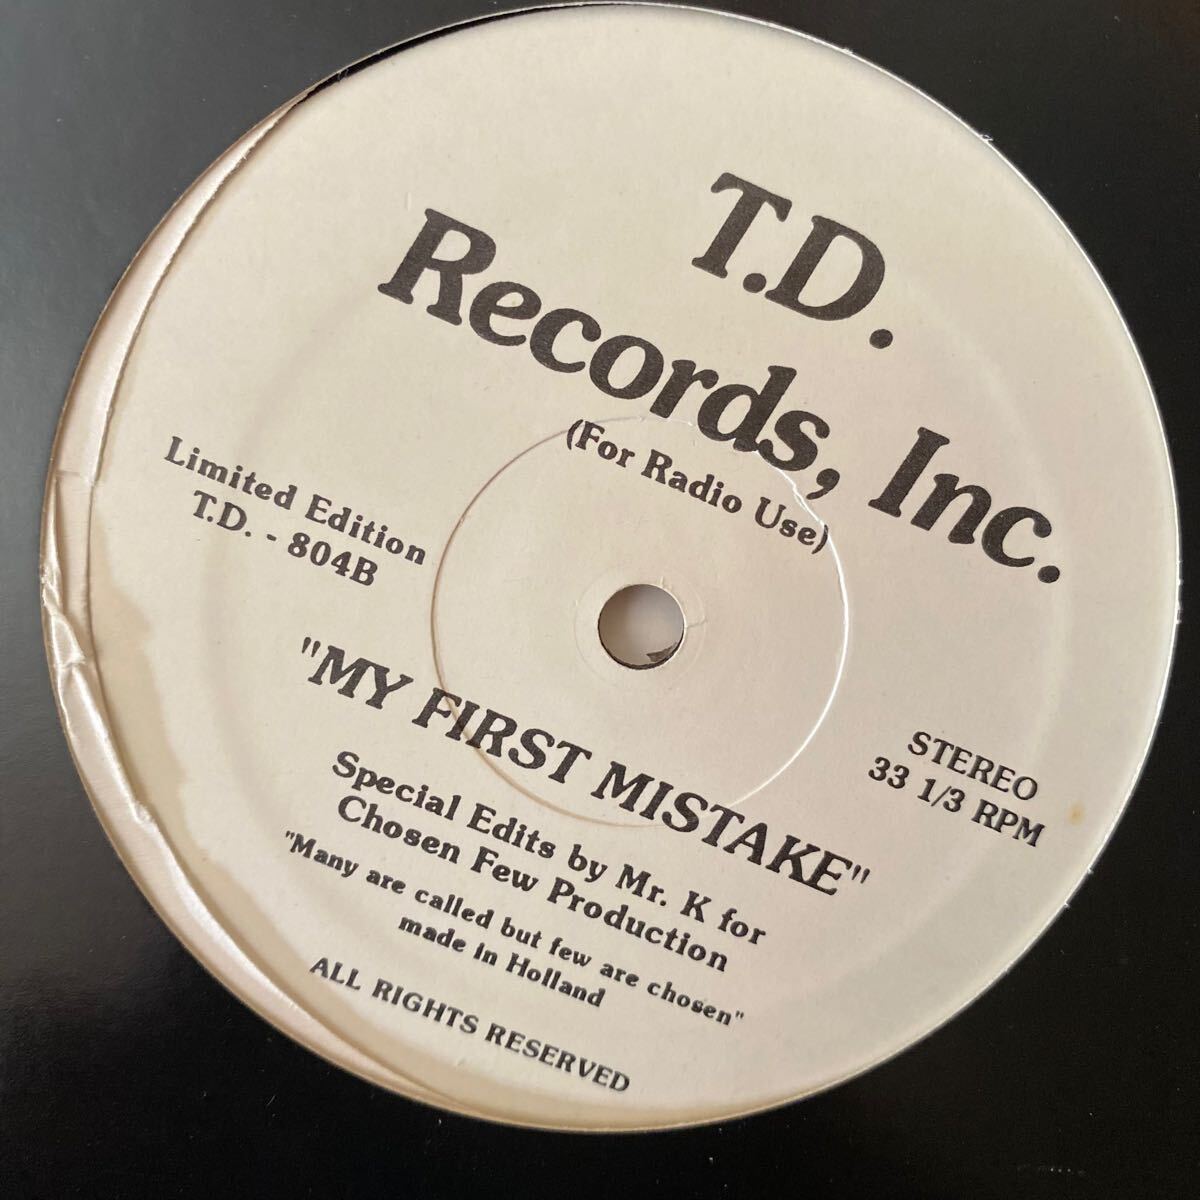 T.D.
Records, Inc.
(For Radio Use)
Limited Edition
T.D. - 804B
STEREO
33 1/3 RPM
"MY FIRST MISTAKE"
Special Edits by Mr. K for
Chosen Few Production
"Many are called but few are chosen"
made in Holland
ALL RIGHTS RESERVED